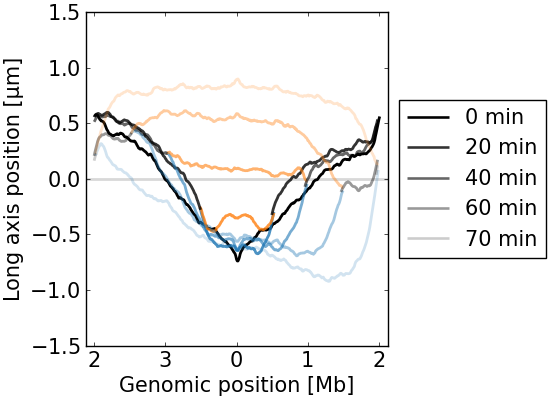 1.5
1.0
0.5
0.0
−0.5
−1.0
−1.5
Long axis position [µm]
2 3 0 1 2
Genomic position [Mb]
0 min
20 min
40 min
60 min
70 min